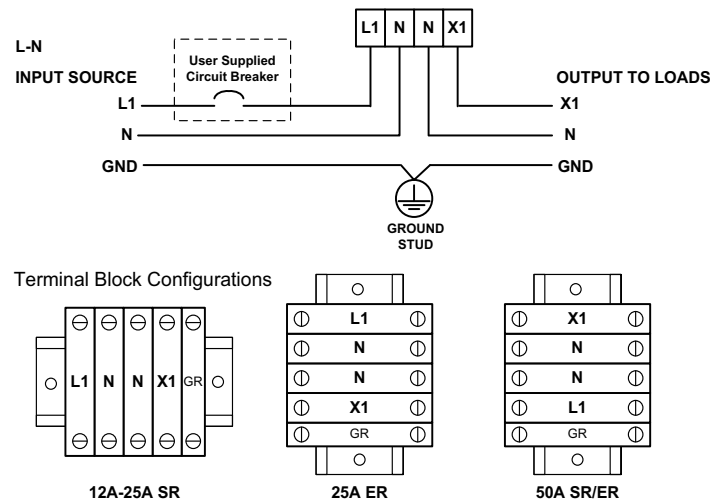 L1 N N X1
L-N
INPUT SOURCE
User Supplied
Circuit Breaker
OUTPUT TO LOADS
L1
X1
N
N
GND
GND
GROUND
STUD
Terminal Block Configurations
L1 N N X1 GR
12A-25A SR
L1
N
N
X1
GR
25A ER
X1
N
N
L1
GR
50A SR/ER